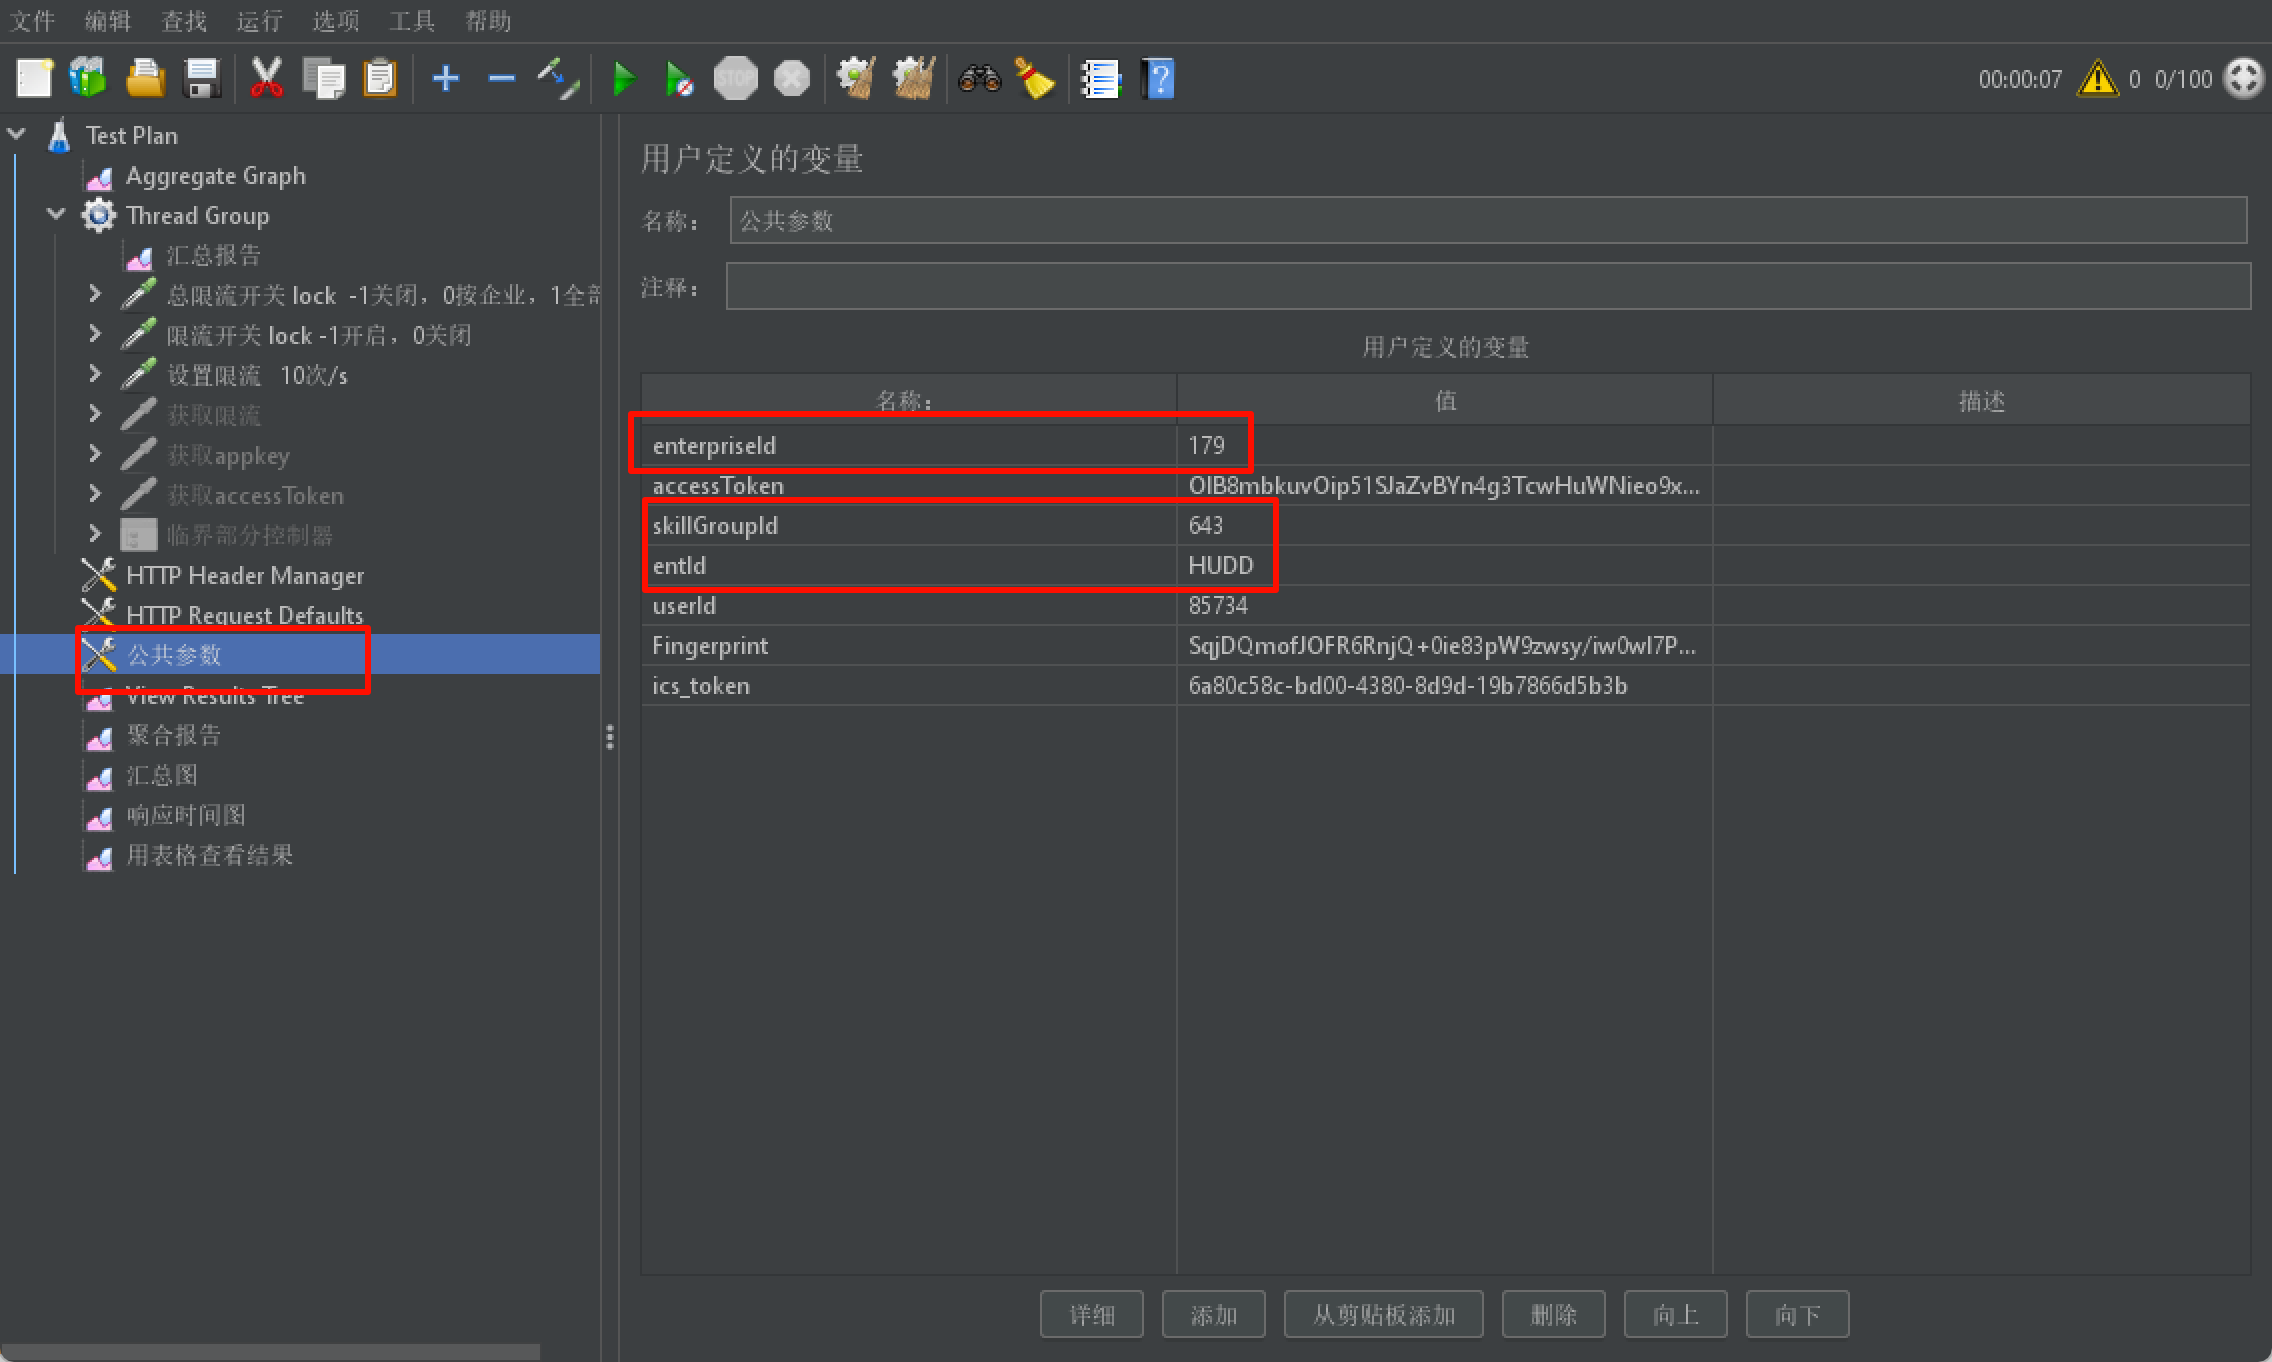 文件 编辑 查找 运行 选项 工具 帮助
STOP
00:00:07 0 0/100
Test Plan
Aggregate Graph
Thread Group
汇总报告
总限流开关 lock -1关闭，0按企业，1全部
限流开关 lock -1开启，0关闭
设置限流 10次/s
获取限流
获取appkey
获取accessToken
临界部分控制器
HTTP Header Manager
HTTP Request Defaults
公共参数
View Results Tree
聚合报告
汇总图
响应时间图
用表格查看结果
用户定义的变量
名称： 公共参数
注释：
用户定义的变量
名称： 值 描述
enterpriseId 179
accessToken OIB8mbkuvOip51SJaZvBYn4g3TcwHuWNieo9x...
skillGroupId 643
entId HUDD
userId 85734
Fingerprint SqjDQmofJOFR6RnjQ+0ie83pW9zwsy/iw0wI7P...
ics_token 6a80c58c-bd00-4380-8d9d-19b7866d5b3b
详细 添加 从剪贴板添加 删除 向上 向下